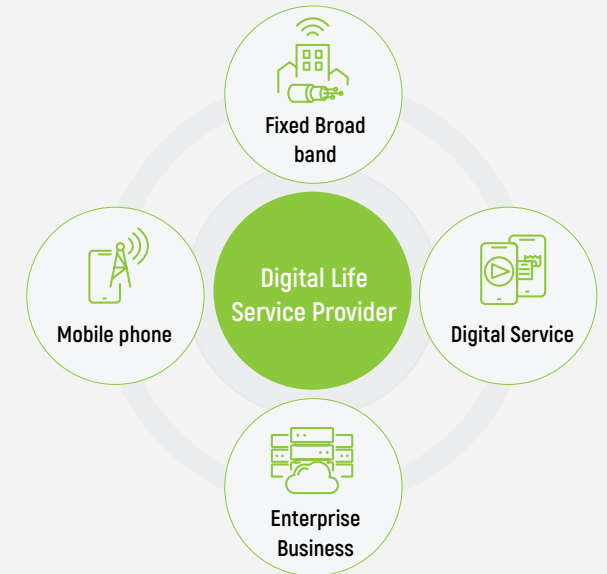 Fixed Broad
band
Digital Life
Service Provider
Mobile phone
Digital Service
Enterprise
Business